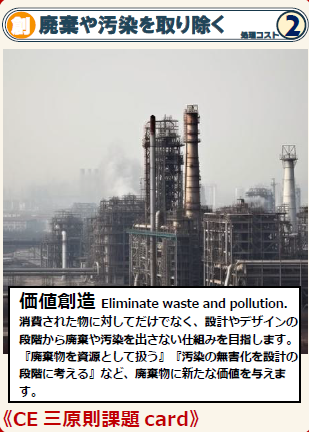 廃棄や汚染を取り除く 処理コスト 2
価値創造 Eliminate waste and pollution.
消費された物に対してだけでなく、設計やデザインの
段階から廃棄や汚染を出さない仕組みを目指します。
『廃棄物を資源として扱う』『汚染の無害化を設計の
段階に考える』など、廃棄物に新たな価値を与えま
す。
《CE 三原則課題 card》